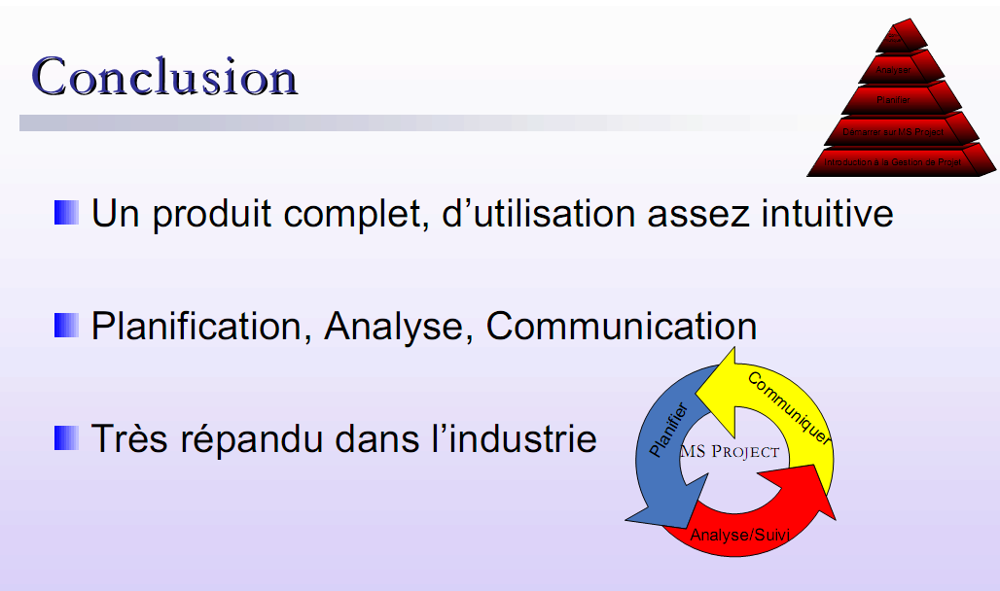 Conclusion
Analyser
Planifier
Démarrer sur MS Project
Introduction à la Gestion de Projet
Un produit complet, d’utilisation assez intuitive
Planification, Analyse, Communication
Très répandu dans l’industrie
Communiquer
Planifier
MS PROJECT
Analyse/Suivi